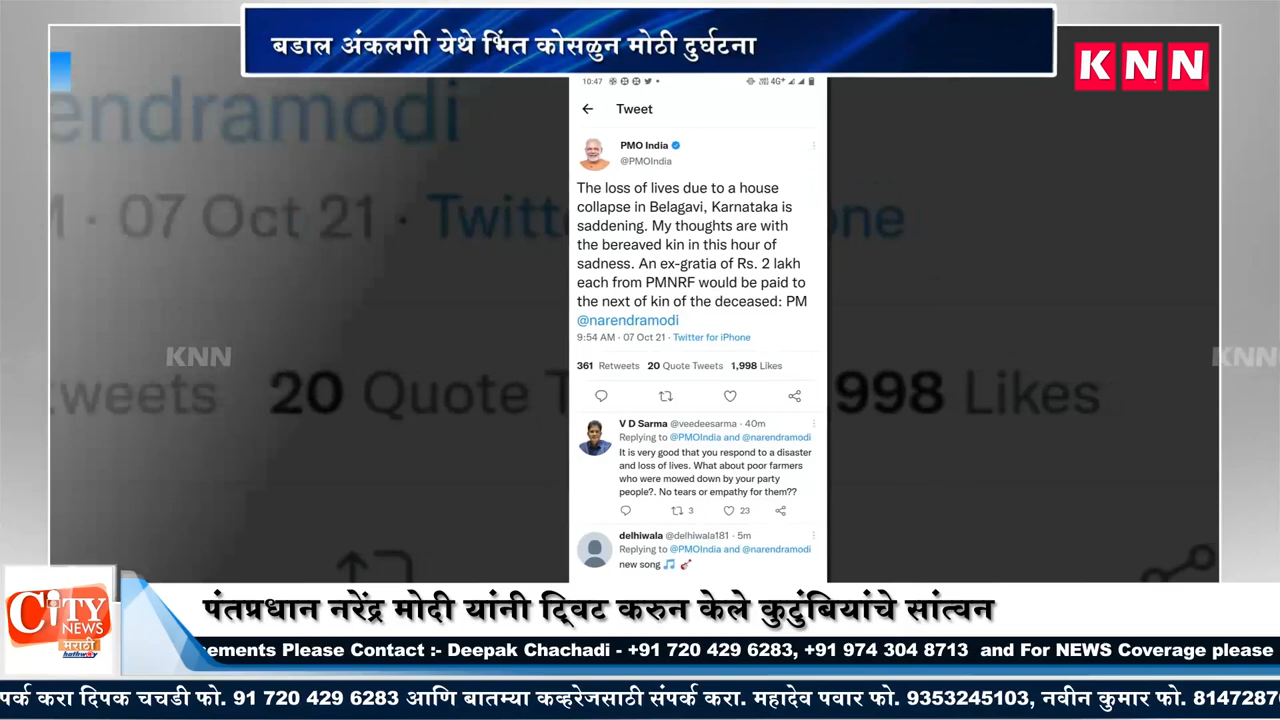 बडाल अंकलगी येथे भिंत कोसळुन मोठी दुर्घटना
KNN
endramodi
10:47
4G+
Tweet
PMO India
@PMOIndia
The loss of lives due to a house
collapse in Belagavi, Karnataka is
saddening. My thoughts are with
the bereaved kin in this hour of
sadness. An ex-gratia of Rs. 2 lakh
each from PMNRF would be paid to
the next of kin of the deceased: PM
@narendramodi
9:54 AM · 07 Oct 21 · Twitter for iPhone
361 Retweets 20 Quote Tweets 1,998 Likes
V D Sarma @veedeesarma · 40m
Replying to @PMOIndia and @narendramodi
It is very good that you respond to a disaster
and loss of lives. What about poor farmers
who were mowed down by your party
people?. No tears or empathy for them??
3 23
delhiwala @delhiwala181 · 5m
Replying to @PMOIndia and @narendramodi
new song
M · 07 Oct 21 · Twitt one
KNN KNN
weets 20 Quote T 998 Likes
CiTY
NEWS
मराठी
hathway
पंतप्रधान नरेंद्र मोदी यांनी ट्विट करुन केले कुटुंबियांचे सांत्वन
sements Please Contact :- Deepak Chachadi - +91 720 429 6283, +91 974 304 8713 and For NEWS Coverage please
पर्क करा दिपक चचडी फो. 91 720 429 6283 आणि बातम्या कव्हरेजसाठी संपर्क करा. महादेव पवार फो. 9353245103, नवीन कुमार फो. 8147287